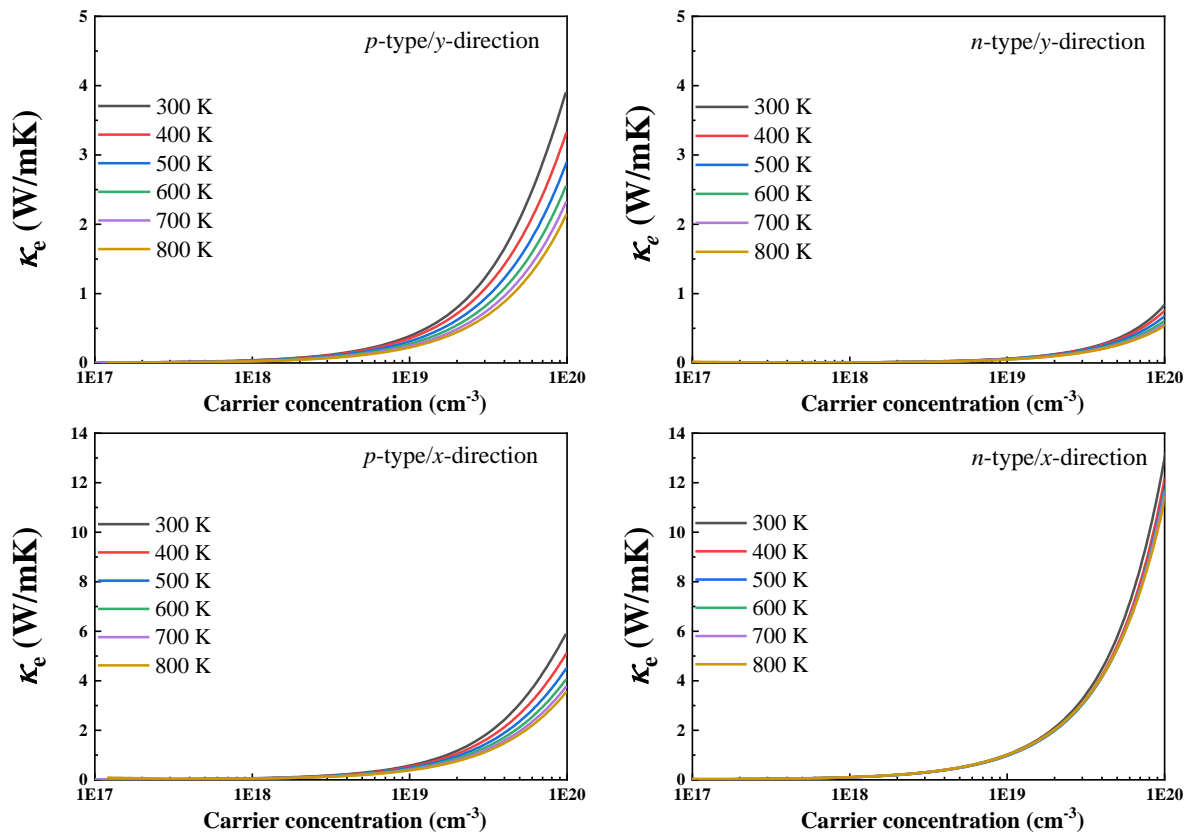 p-type/y-direction
5
4
3
2
1
0
κe (W/mK)
300 K
400 K
500 K
600 K
700 K
800 K
1E17
1E18
1E19
1E20
Carrier concentration (cm-3)
n-type/y-direction
5
4
3
2
1
0
κe (W/mK)
300 K
400 K
500 K
600 K
700 K
800 K
1E17
1E18
1E19
1E20
Carrier concentration (cm-3)
p-type/x-direction
14
12
10
8
6
4
2
0
κe (W/mK)
300 K
400 K
500 K
600 K
700 K
800 K
1E17
1E18
1E19
1E20
Carrier concentration (cm-3)
n-type/x-direction
14
12
10
8
6
4
2
0
κe (W/mK)
300 K
400 K
500 K
600 K
700 K
800 K
1E17
1E18
1E19
1E20
Carrier concentration (cm-3)